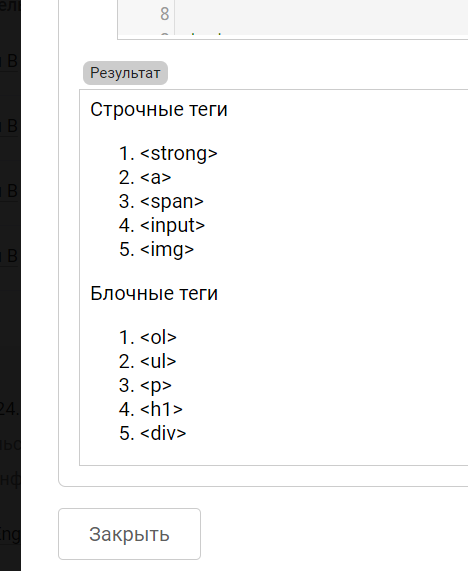 8
Результат
Строчные теги
1. <strong>
2. <a>
3. <span>
4. <input>
5. <img>
Блочные теги
1. <ol>
2. <ul>
3. <p>
4. <h1>
5. <div>
Закрыть